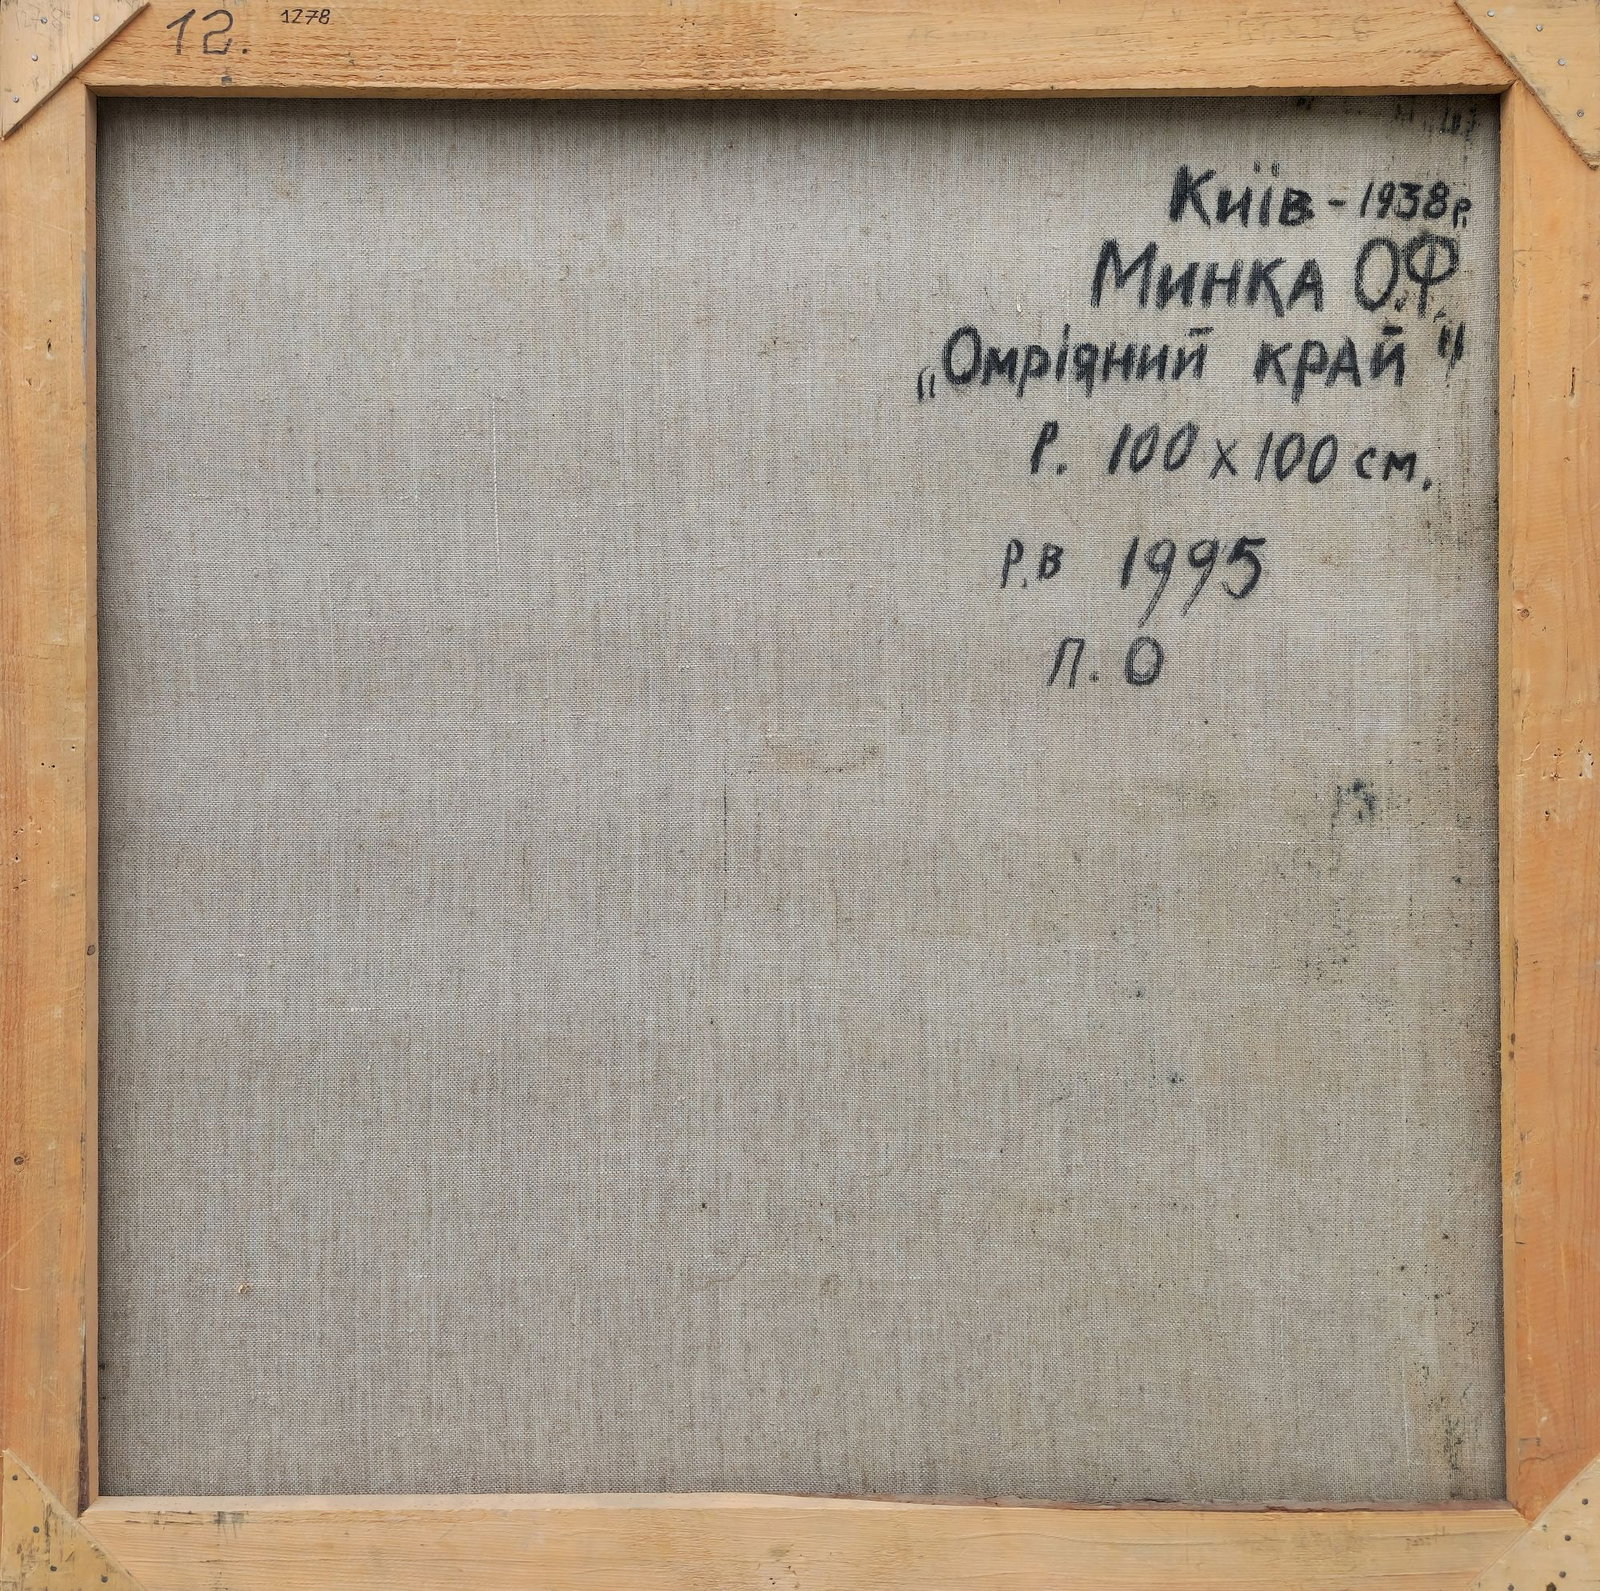 12. 1278
Київ - 1938р.
Минка О.Ф.
„Омріяний край"
Р. 100 x 100 см.
Р.В 1995
П. О